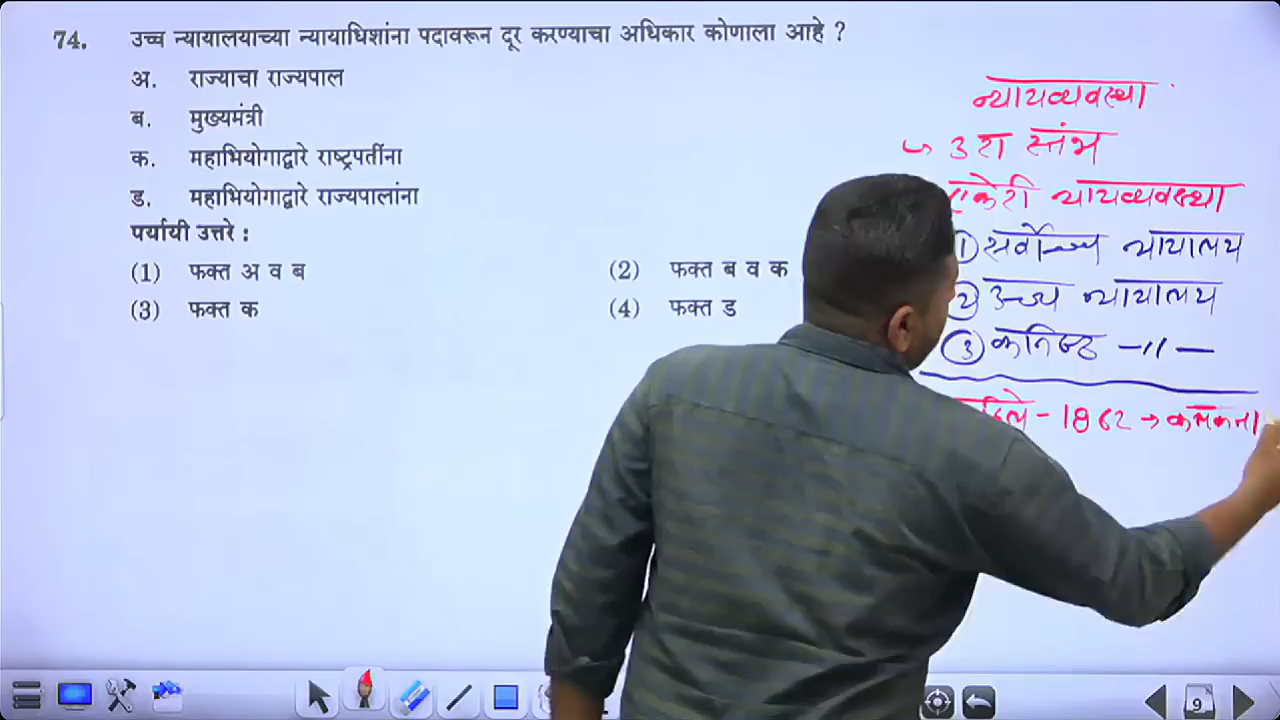 74. उच्च न्यायालयाच्या न्यायाधिशांना पदावरून दूर करण्याचा अधिकार कोणाला आहे ?
अ. राज्याचा राज्यपाल
ब. मुख्यमंत्री
क. महाभियोगाद्वारे राष्ट्रपतींना
ड. महाभियोगाद्वारे राज्यपालांना
पर्यायी उत्तरे :
(1) फक्त अ व ब
(2) फक्त ब व क
(3) फक्त क
(4) फक्त ड
न्यायव्यवस्था
3 रा स्तंभ
एकेरी न्यायव्यवस्था
① सर्वोच्च न्यायालय
② उच्च न्यायालय
③ कनिष्ठ —〃—
- 1862 → कलकत्ता
9